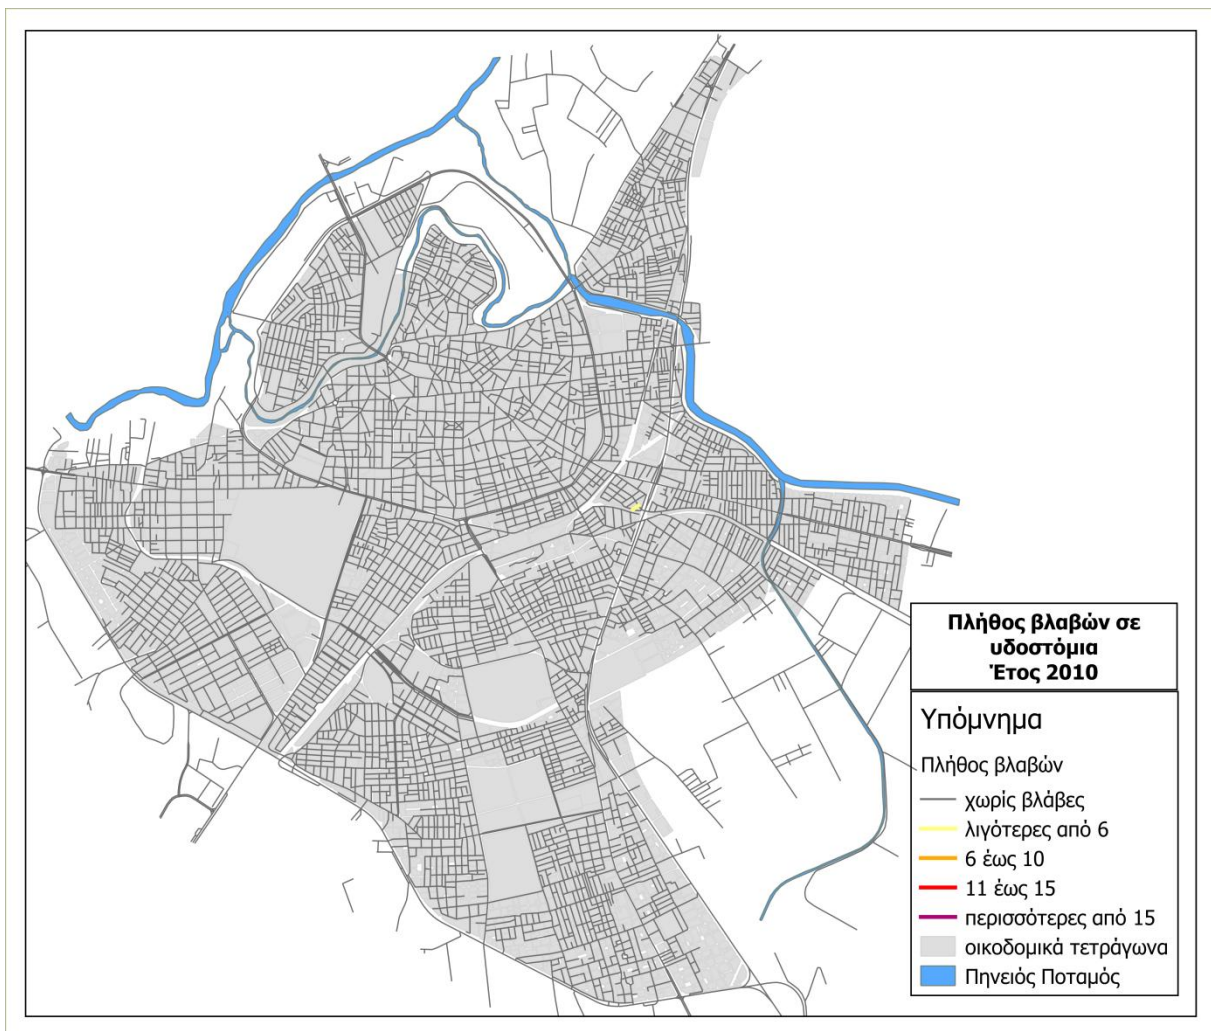 Πλήθος βλαβών σε
υδοστόμια
Έτος 2010
Υπόμνημα
Πλήθος βλαβών
χωρίς βλάβες
λιγότερες από 6
6 έως 10
11 έως 15
περισσότερες από 15
οικοδομικά τετράγωνα
Πηνειός Ποταμός